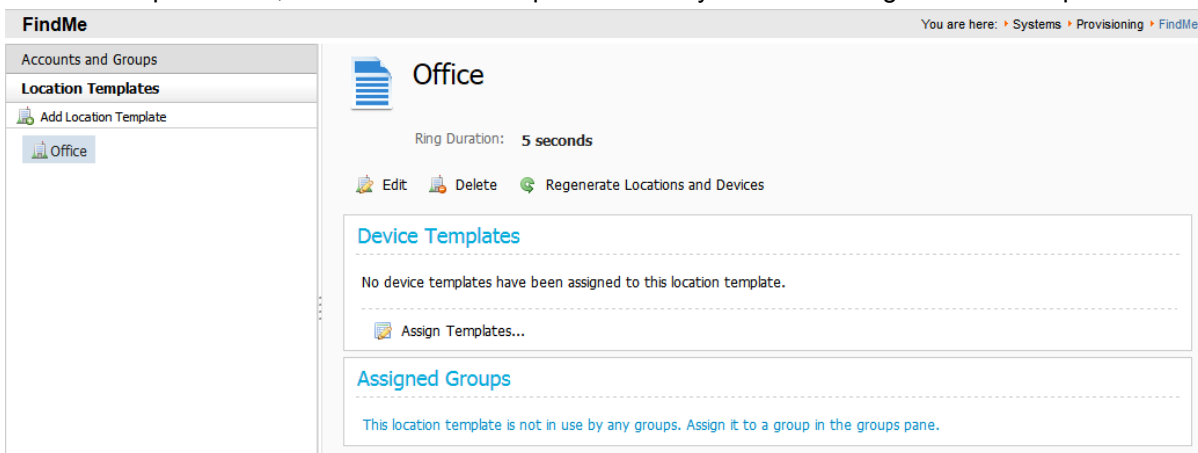 FindMe
You are here: Systems Provisioning FindMe
Accounts and Groups
Location Templates
Add Location Template
Office
Office
Ring Duration: 5 seconds
Edit Delete Regenerate Locations and Devices
Device Templates
No device templates have been assigned to this location template.
Assign Templates...
Assigned Groups
This location template is not in use by any groups. Assign it to a group in the groups pane.